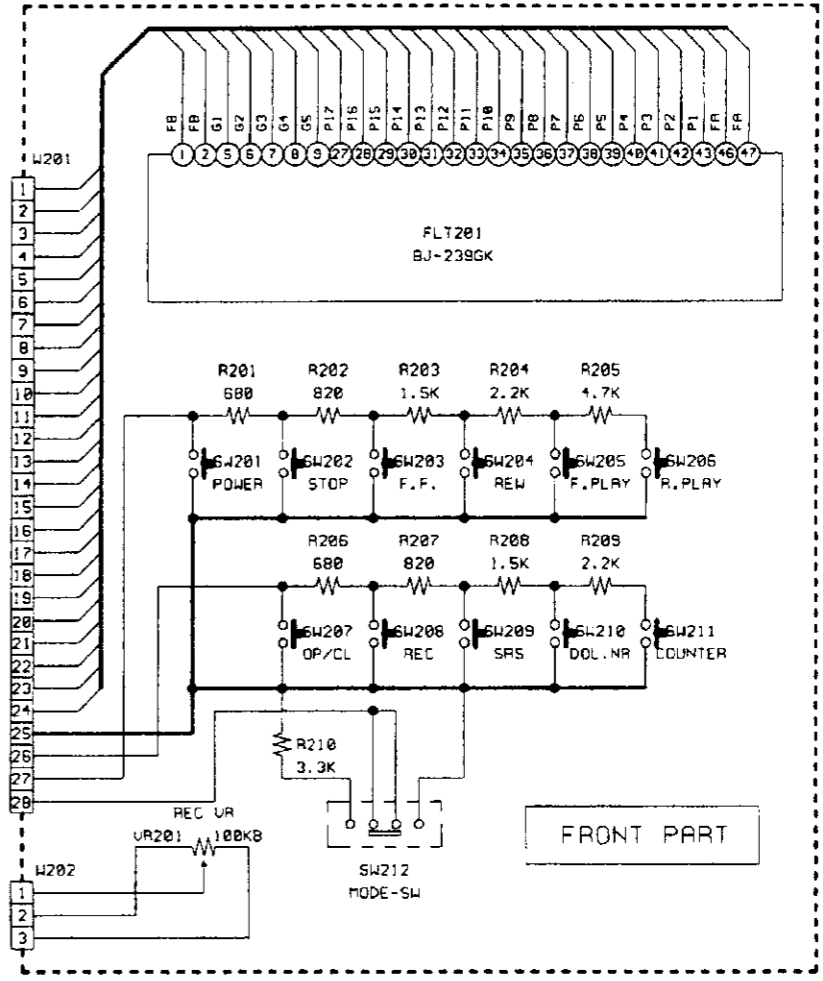 FB FB G1 G2 G3 G4 G5 P17 P16 P15 P14 P13 P12 P11 P10 P9 P8 P7 P6 P5 P4 P3 P2 P1 FA FA
1 2 5 6 7 8 9 27 28 29 30 31 32 33 34 35 36 37 38 39 40 41 42 43 46 47
W201
1
2
3
4
5
6
7
8
9
10
11
12
13
14
15
16
17
18
19
20
21
22
23
24
25
26
27
28
FLT201
BJ-239GK
R201 R202 R203 R204 R205
680 820 1.5K 2.2K 4.7K
SW201 SW202 SW203 SW204 SW205 SW206
POWER STOP F.F. REW F.PLAY R.PLAY
R206 R207 R208 R209
680 820 1.5K 2.2K
SW207 SW208 SW209 SW210 SW211
OP/CL REC SRS DOL.NR COUNTER
R210
3.3K
REC VR
VR201 100KB
SW212
MODE-SW
FRONT PART
W202
1
2
3